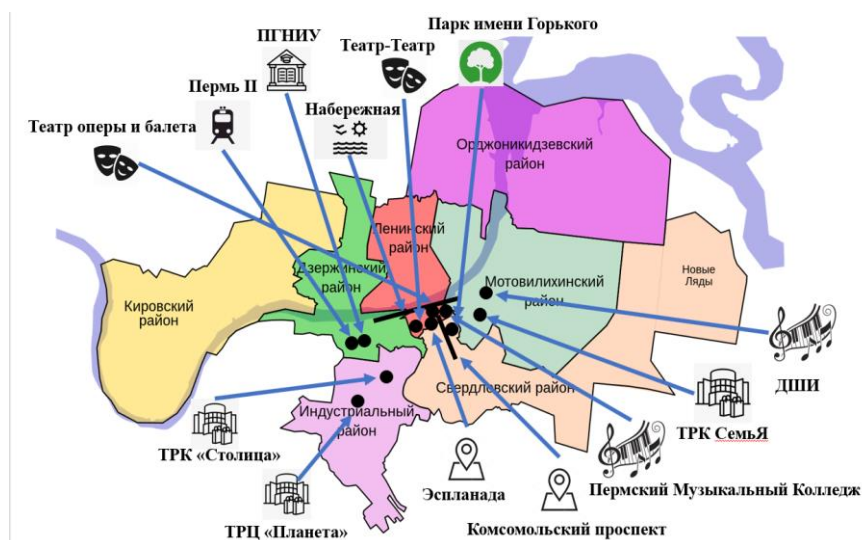 Парк имени Горького
ПГНИУ
Театр-Театр
Пермь II
Набережная
Театр оперы и балета
Орджоникидзевский
район
Ленинский
район
Дзержинский
район
Мотовилихинский
район
Новые
Ляды
Кировский
район
Свердловский район
Индустриальный
район
ДШИ
ТРК СемьЯ
ТРК «Столица»
Эспланада
Пермский Музыкальный Колледж
ТРЦ «Планета»
Комсомольский проспект